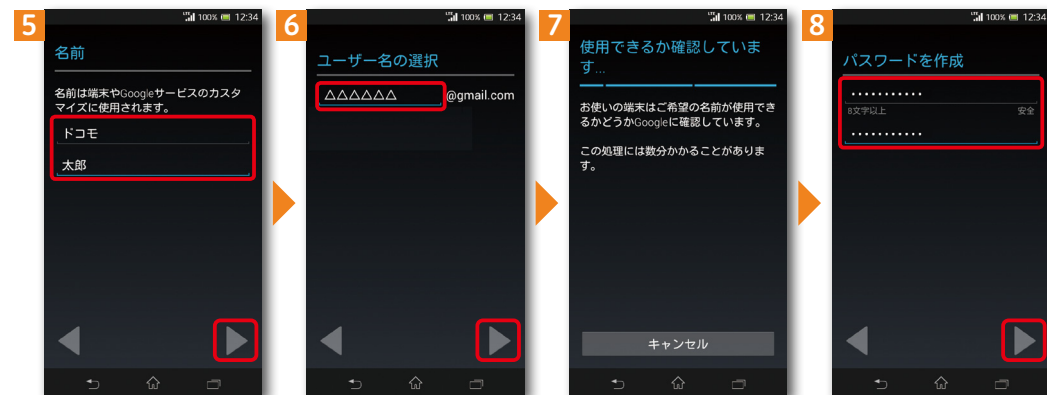 5
LTE 100% 12:34
名前
名前は端末やGoogleサービスのカスタ
マイズに使用されます。
ドコモ
太郎
6
LTE 100% 12:34
ユーザー名の選択
△△△△△△ @gmail.com
7
LTE 100% 12:34
使用できるか確認していま
す...
お使いの端末はご希望の名前が使用でき
るかどうかGoogleに確認しています。
この処理には数分かかることがありま
す。
キャンセル
8
LTE 100% 12:34
パスワードを作成
•••••••••••
8文字以上 安全
•••••••••••